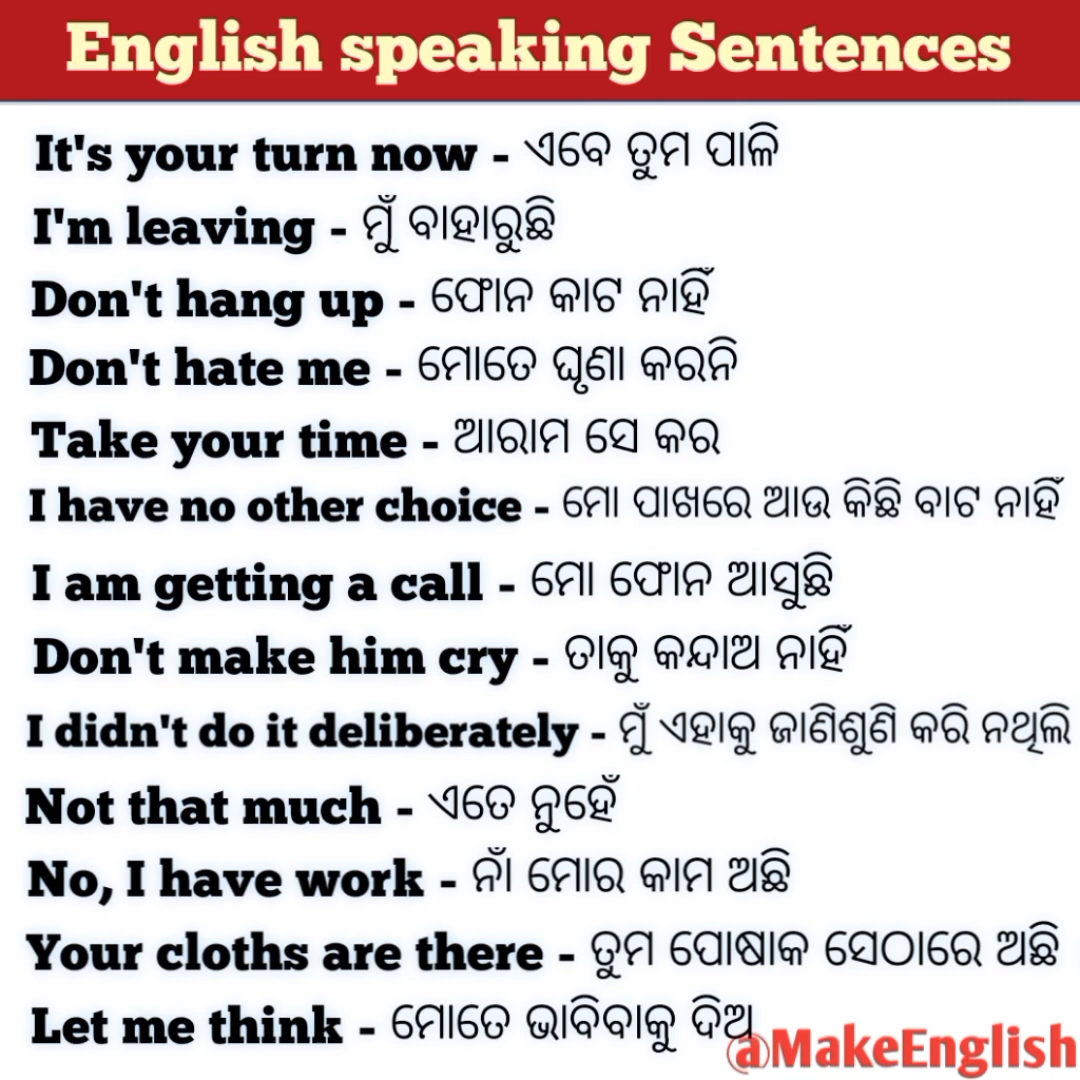 English speaking Sentences
It's your turn now - ଏବେ ତୁମ ପାଳି
I'm leaving - ମୁଁ ବାହାରୁଛି
Don't hang up - ଫୋନ କାଟ ନାହିଁ
Don't hate me - ମୋତେ ଘୃଣା କରନି
Take your time - ଆରାମ ସେ କର
I have no other choice - ମୋ ପାଖରେ ଆଉ କିଛି ବାଟ ନାହିଁ
I am getting a call - ମୋ ଫୋନ ଆସୁଛି
Don't make him cry - ତାକୁ କନ୍ଦାଅ ନାହିଁ
I didn't do it deliberately - ମୁଁ ଏହାକୁ ଜାଣିଶୁଣି କରି ନଥିଲି
Not that much - ଏତେ ନୁହେଁ
No, I have work - ନାଁ ମୋର କାମ ଅଛି
Your cloths are there - ତୁମ ପୋଷାକ ସେଠାରେ ଅଛି
Let me think - ମୋତେ ଭାବିବାକୁ ଦିଅ
@MakeEnglish